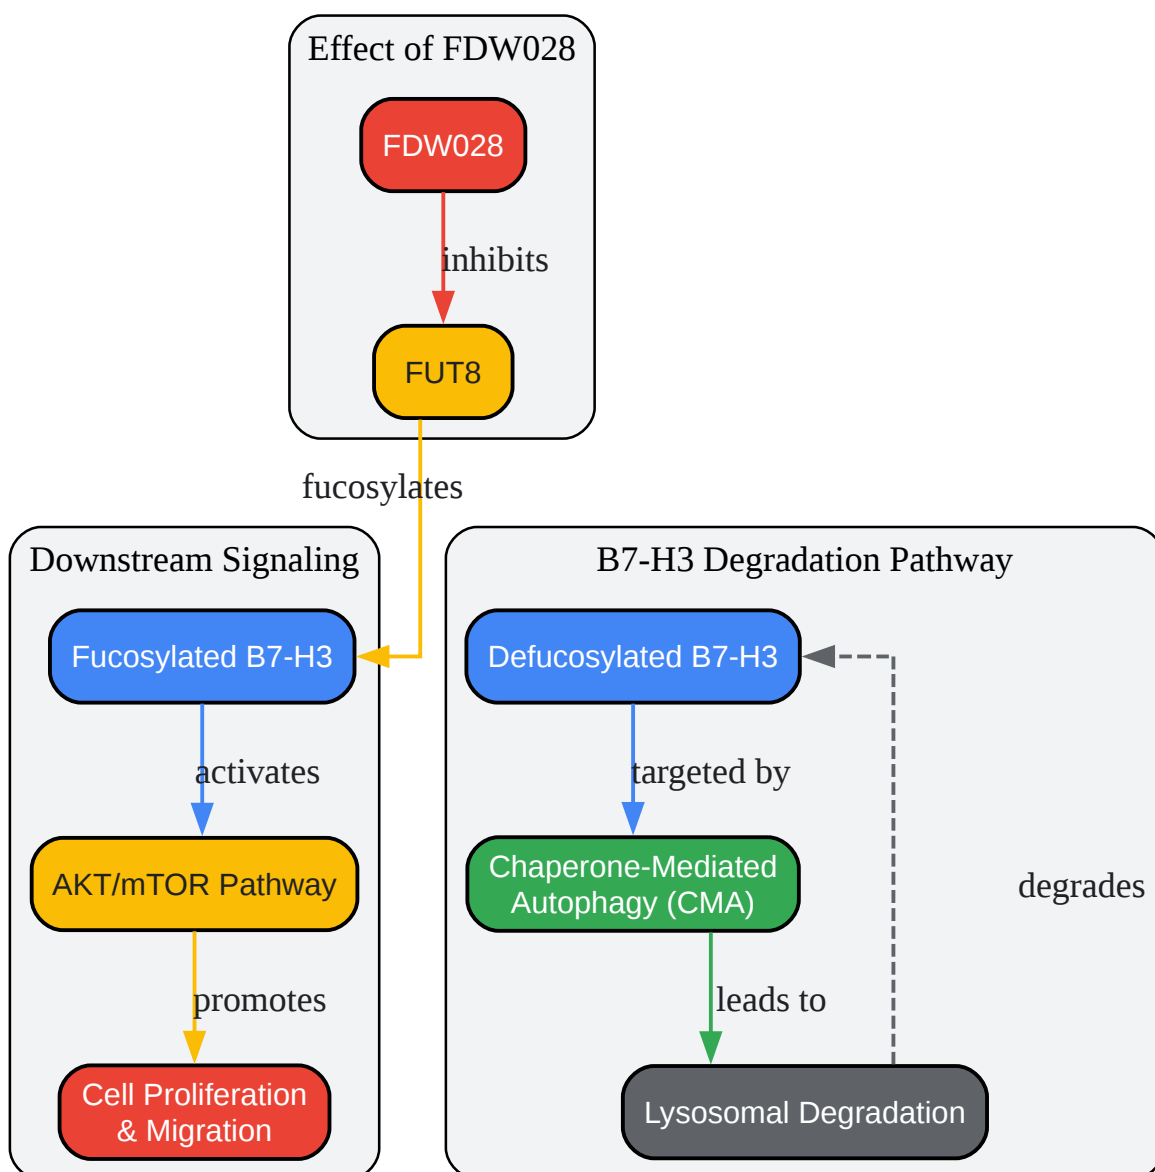 Effect of FDW028
FDW028
inhibits
FUT8
fucosylates
Downstream Signaling
Fucosylated B7-H3
activates
AKT/mTOR Pathway
promotes
Cell Proliferation
& Migration
B7-H3 Degradation Pathway
Defucosylated B7-H3
targeted by
Chaperone-Mediated
Autophagy (CMA)
degrades
leads to
Lysosomal Degradation